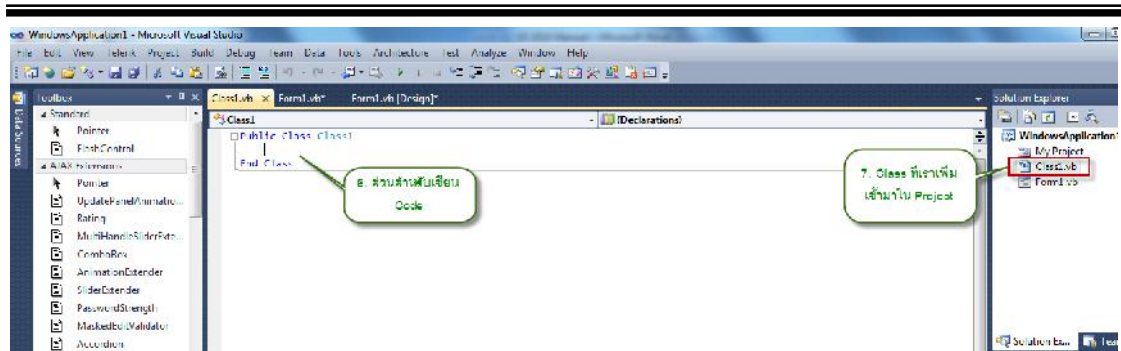 WindowsApplication1 - Microsoft Visual Studio
File Edit View Telerik Project Build Debug Team Data Tools Architecture Test Analyze Window Help
Data Sources
Toolbox
Standard
Pointer
FlashControl
AJAX Extensions
Pointer
UpdatePanelAnimatio...
Rating
MultiHandleSliderExte...
ComboBox
AnimationExtender
SliderExtender
PasswordStrength
MaskedEditValidator
Accordion
Class1.vb Form1.vb* Form1.vb [Design]*
Class1 (Declarations)
Public Class Class1
End Class
8. ส่วนสำหรับเขียน
Code
7. Class ที่เราเพิ่ม
เข้ามาใน Project
Solution Explorer
WindowsApplication1
My Project
Class1.vb
Form1.vb
Solution Ex... Tea